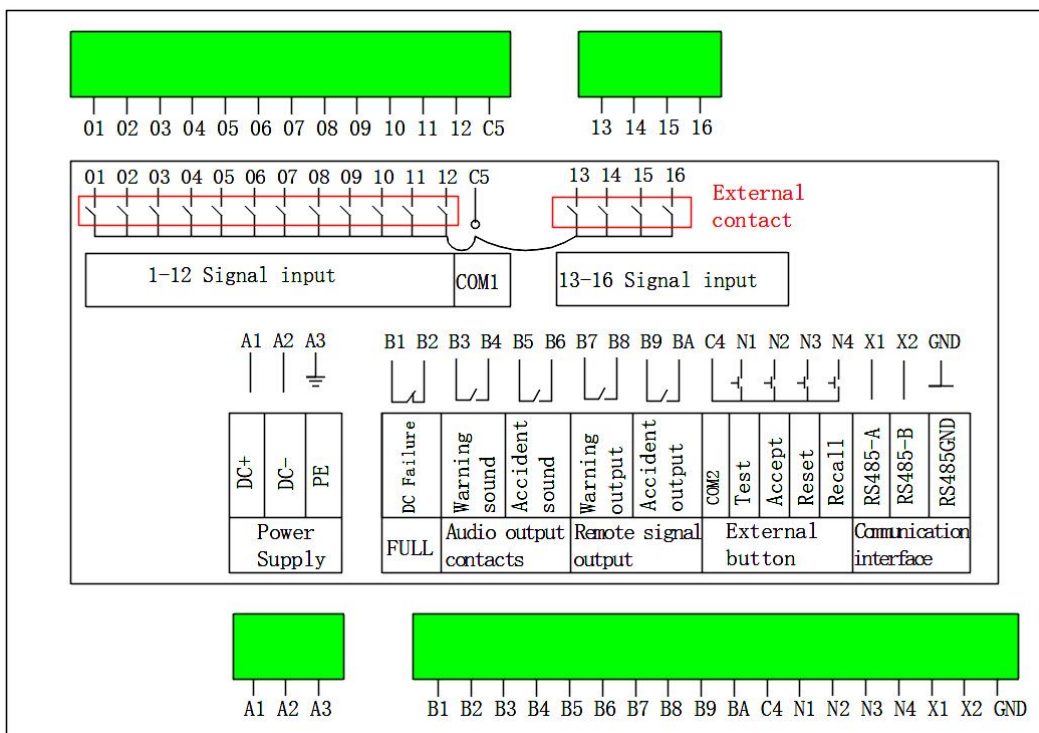 01 02 03 04 05 06 07 08 09 10 11 12 C5
13 14 15 16
01 02 03 04 05 06 07 08 09 10 11 12 C5
13 14 15 16
External
contact
1-12 Signal input
COM1
13-16 Signal input
A1 A2 A3
B1 B2 B3 B4 B5 B6 B7 B8 B9 BA C4 N1 N2 N3 N4 X1 X2 GND
DC+
DC-
PE
DC Failure
Warning
sound
Accident
sound
Warning
output
Accident
output
COM2
Test
Accept
Reset
Recall
RS485-A
RS485-B
RS485GND
Power
Supply
FULL
Audio output
contacts
Remote signal
output
External
button
Communication
interface
A1 A2 A3
B1 B2 B3 B4 B5 B6 B7 B8 B9 BA C4 N1 N2 N3 N4 X1 X2 GND